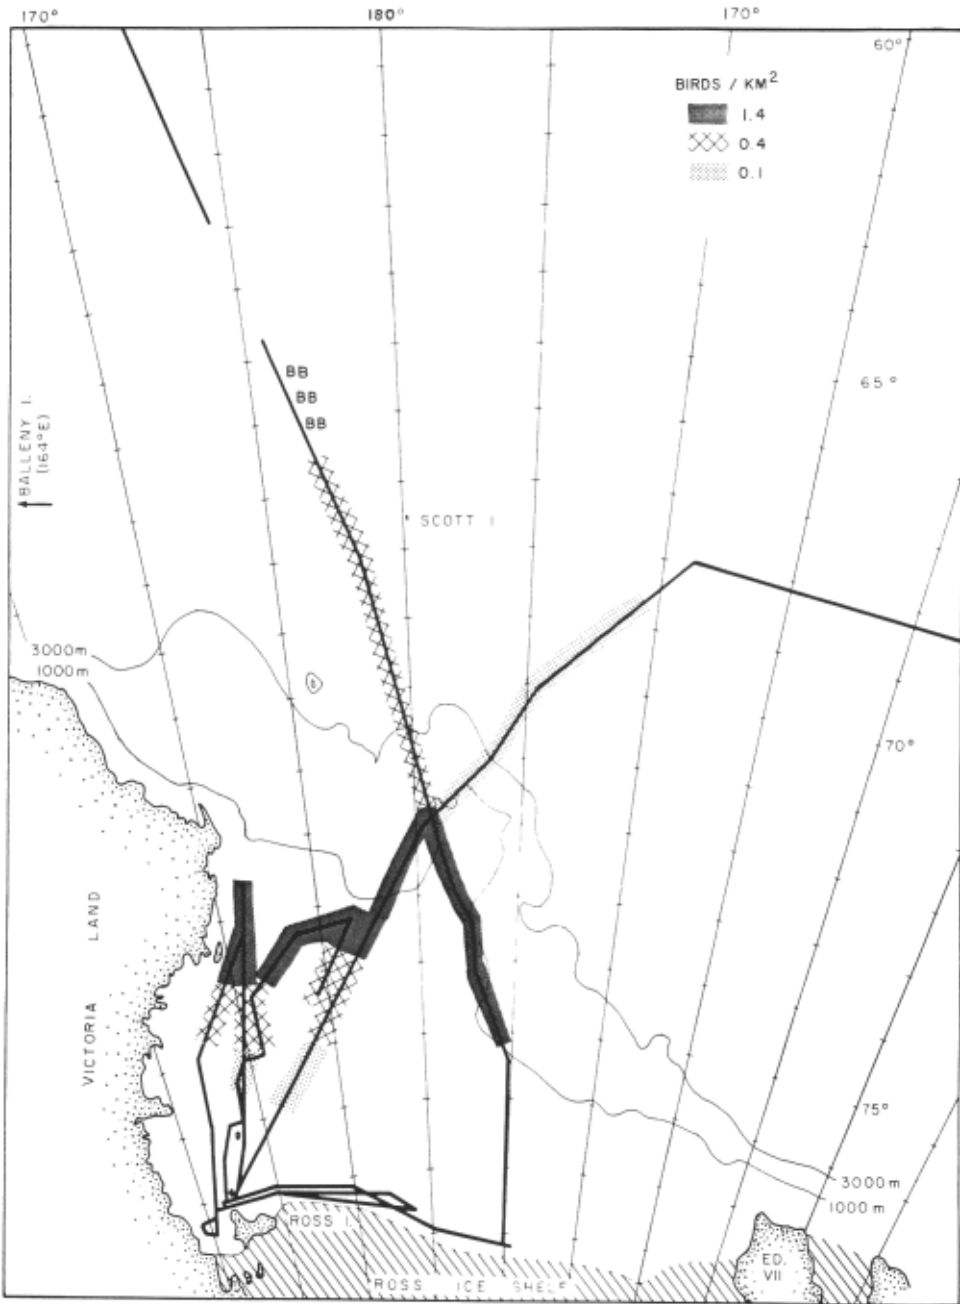 170°
180°
170°
60°
BIRDS / KM²
1.4
0.4
0.1
65°
BB
BB
BB
BALLENY I.
(164°E)
SCOTT I
3000m
1000m
b
70°
VICTORIA LAND
75°
3000m
1000m
ROSS I.
ED.
VII
ROSS ICE SHELF